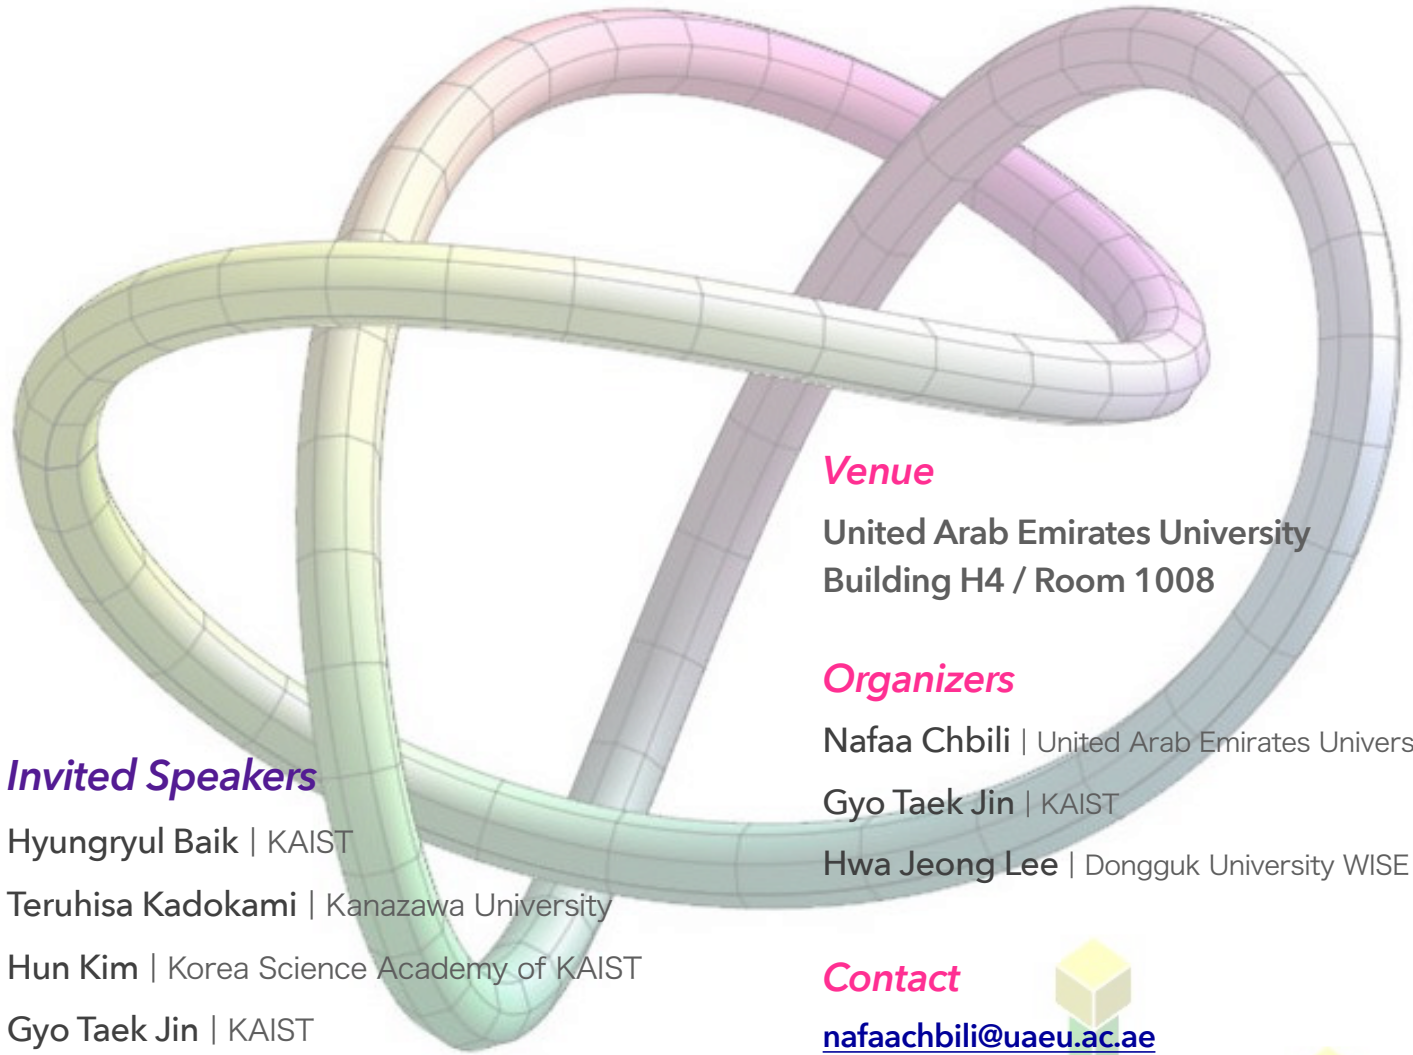 Venue
United Arab Emirates University
Building H4 / Room 1008
Organizers
Nafaa Chbili | United Arab Emirates Univers
Gyo Taek Jin | KAIST
Hwa Jeong Lee | Dongguk University WISE
Contact
nafaachbili@uaeu.ac.ae
Invited Speakers
Hyungryul Baik | KAIST
Teruhisa Kadokami | Kanazawa University
Hun Kim | Korea Science Academy of KAIST
Gyo Taek Jin | KAIST